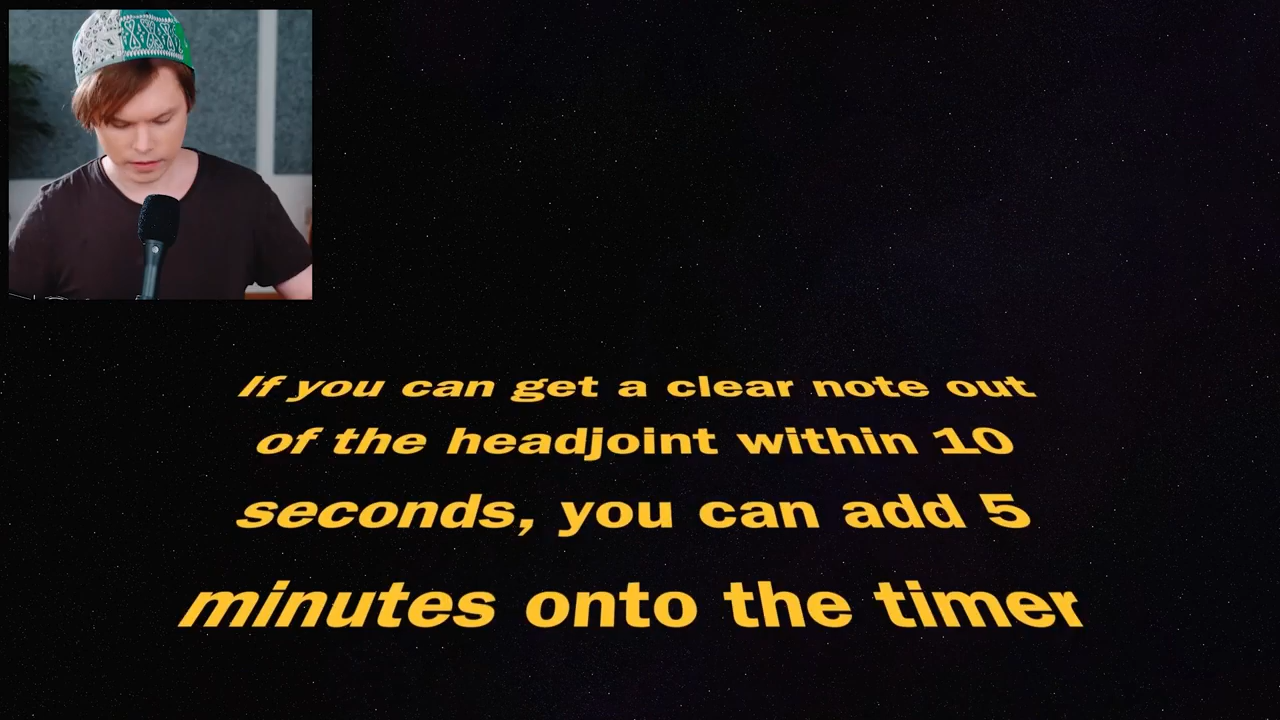 If you can get a clear note out
of the headjoint within 10
seconds, you can add 5
minutes onto the timer